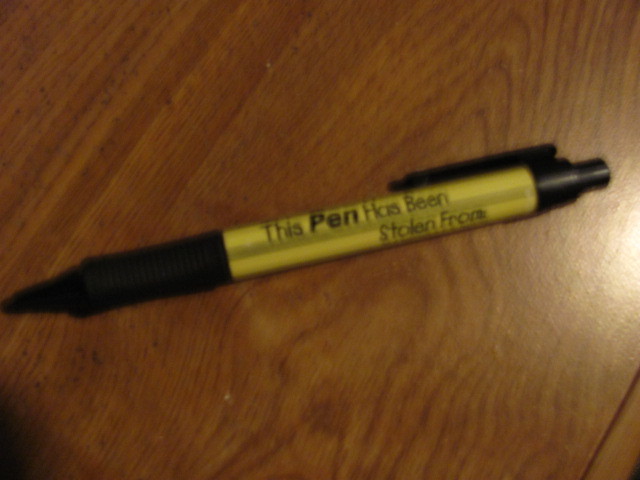 This Pen Has Been
Stolen From: